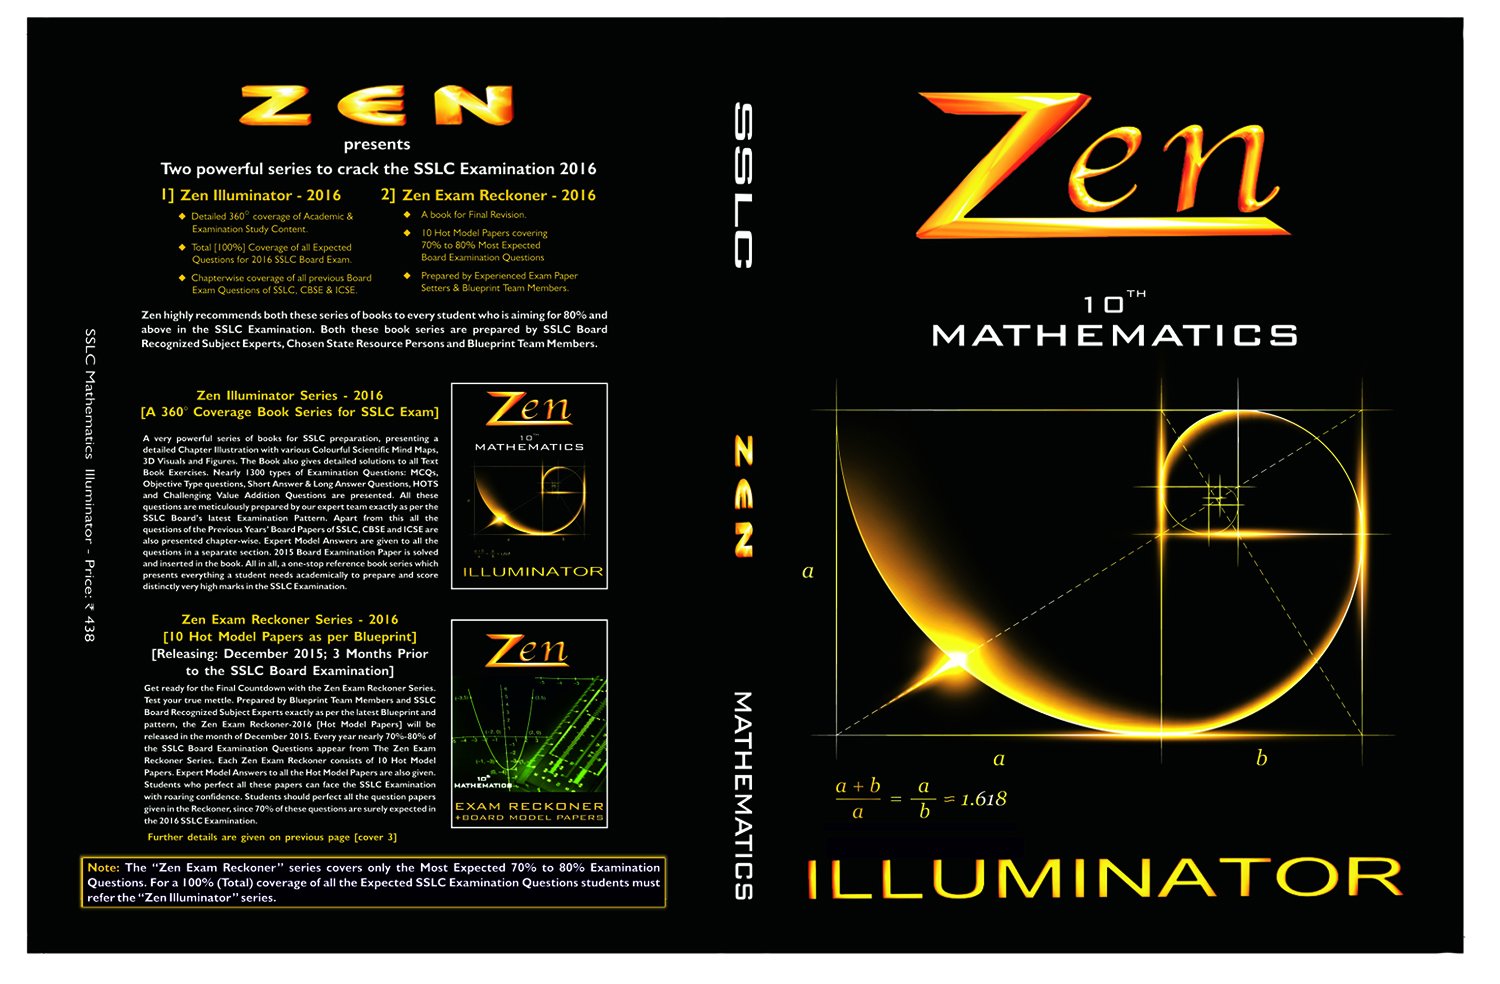 ZEN
presents
Two powerful series to crack the SSLC Examination 2016
1] Zen Illuminator - 2016
◆ Detailed 360° coverage of Academic &
Examination Study Content.
◆ Total [100%] Coverage of all Expected
Questions for 2016 SSLC Board Exam.
◆ Chapterwise coverage of all previous Board
Exam Questions of SSLC, CBSE & ICSE.
2] Zen Exam Reckoner - 2016
◆ A book for Final Revision.
◆ 10 Hot Model Papers covering
70% to 80% Most Expected
Board Examination Questions
◆ Prepared by Experienced Exam Paper
Setters & Blueprint Team Members.
Zen highly recommends both these series of books to every student who is aiming for 80% and
above in the SSLC Examination. Both these book series are prepared by SSLC Board
Recognized Subject Experts, Chosen State Resource Persons and Blueprint Team Members.
Zen Illuminator Series - 2016
[A 360° Coverage Book Series for SSLC Exam]
A very powerful series of books for SSLC preparation, presenting a
detailed Chapter Illustration with various Colourful Scientific Mind Maps,
3D Visuals and Figures. The Book also gives detailed solutions to all Text
Book Exercises. Nearly 1300 types of Examination Questions: MCQs,
Objective Type questions, Short Answer & Long Answer Questions, HOTS
and Challenging Value Addition Questions are presented. All these
questions are meticulously prepared by our expert team exactly as per the
SSLC Board's latest Examination Pattern. Apart from this all the
questions of the Previous Years' Board Papers of SSLC, CBSE and ICSE are
also presented chapter-wise. Expert Model Answers are given to all the
questions in a separate section. 2015 Board Examination Paper is solved
and inserted in the book. All in all, a one-stop reference book series which
presents everything a student needs academically to prepare and score
distinctly very high marks in the SSLC Examination.
Zen
10TH
MATHEMATICS
ILLUMINATOR
Zen Exam Reckoner Series - 2016
[10 Hot Model Papers as per Blueprint]
[Releasing: December 2015; 3 Months Prior
to the SSLC Board Examination]
Get ready for the Final Countdown with the Zen Exam Reckoner Series.
Test your true mettle. Prepared by Blueprint Team Members and SSLC
Board Recognized Subject Experts exactly as per the latest Blueprint and
pattern, the Zen Exam Reckoner-2016 [Hot Model Papers] will be
released in the month of December 2015. Every year nearly 70%-80% of
the SSLC Board Examination Questions appear from The Zen Exam
Reckoner Series. Each Zen Exam Reckoner consists of 10 Hot Model
Papers. Expert Model Answers to all the Hot Model Papers are also given.
Students who perfect all these papers can face the SSLC Examination
with roaring confidence. Students should perfect all the question papers
given in the Reckoner, since 70% of these questions are surely expected in
the 2016 SSLC Examination.
Further details are given on previous page [cover 3]
Zen
10th
MATHEMATICS
EXAM RECKONER
+BOARD MODEL PAPERS
Note: The “Zen Exam Reckoner” series covers only the Most Expected 70% to 80% Examination
Questions. For a 100% (Total) coverage of all the Expected SSLC Examination Questions students must
refer the “Zen Illuminator” series.
SSLC Mathematics Illuminator - Price: ₹ 438
SSLC
ZEN
MATHEMATICS
Zen
10TH
MATHEMATICS
a
a
b
a + b / a = a / b ≈ 1.618
ILLUMINATOR